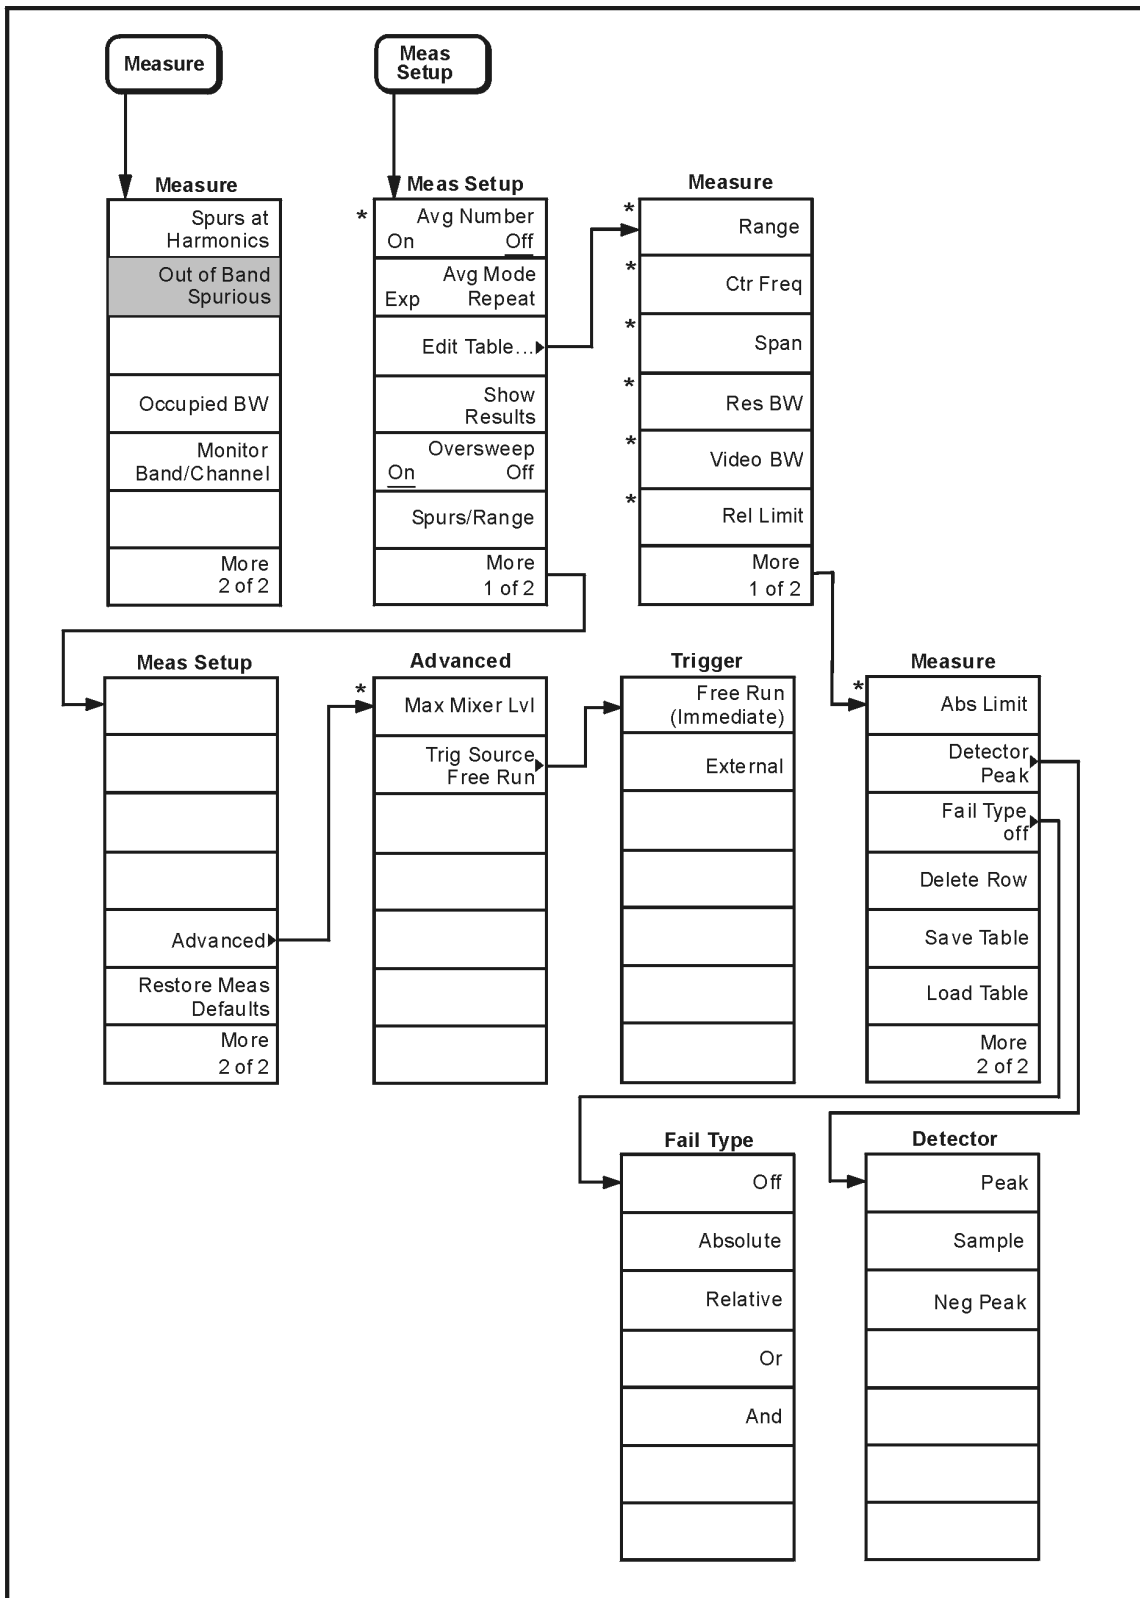 Measure
Meas
Setup
Measure
Spurs at
Harmonics
Out of Band
Spurious
Occupied BW
Monitor
Band/Channel
More
2 of 2
Meas Setup
* Avg Number
On Off
Avg Mode
Exp Repeat
Edit Table...
Show
Results
Oversweep
On Off
Spurs/Range
More
1 of 2
Measure
* Range
* Ctr Freq
* Span
* Res BW
* Video BW
* Rel Limit
More
1 of 2
Meas Setup
Advanced
Restore Meas
Defaults
More
2 of 2
Advanced
* Max Mixer Lvl
Trig Source
Free Run
Trigger
Free Run
(Immediate)
External
Measure
* Abs Limit
Detector
Peak
Fail Type
off
Delete Row
Save Table
Load Table
More
2 of 2
Fail Type
Off
Absolute
Relative
Or
And
Detector
Peak
Sample
Neg Peak